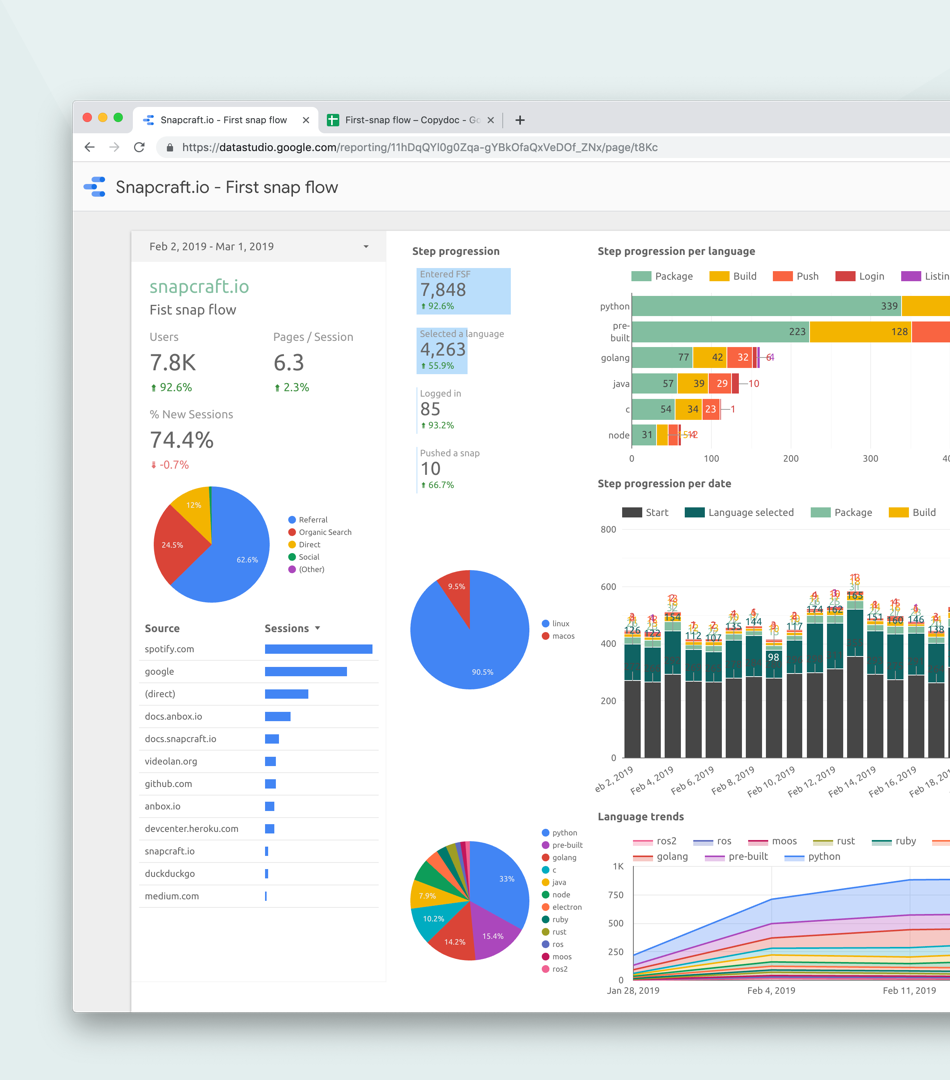 Snapcraft.io - First snap flow
First-snap flow – Copydoc - Go
https://datastudio.google.com/reporting/11hDqQYl0g0Zqa-gYBkOfaQxVeDOf_ZNx/page/t8Kc
Snapcraft.io - First snap flow
Feb 2, 2019 - Mar 1, 2019
snapcraft.io
Fist snap flow
Users
Pages / Session
7.8K
6.3
92.6%
2.3%
% New Sessions
74.4%
-0.7%
12%
24.5%
62.6%
Referral
Organic Search
Direct
Social
(Other)
Source
Sessions
spotify.com
google
(direct)
docs.anbox.io
docs.snapcraft.io
videolan.org
github.com
anbox.io
devcenter.heroku.com
snapcraft.io
duckduckgo
medium.com
Step progression
Entered FSF
7,848
92.6%
Selected a language
4,263
55.9%
Logged in
85
93.2%
Pushed a snap
10
66.7%
9.5%
90.5%
linux
macos
33%
15.4%
14.2%
10.2%
7.9%
python
pre-built
golang
c
java
node
electron
ruby
rust
ros
moos
ros2
Step progression per language
Package Build Push Login
python 339
pre-
built 223 128
golang 77 42 32
java 57 39 29 10
c 54 34 23 1
node 31
0 100 200 300
Step progression per date
Start Language selected Package Build
800
600
400
200
0
126 122 154 112 107 135 144 98 117 174 162 165 151 160 146 138
Feb 4, 2019
Feb 6, 2019
Feb 8, 2019
Feb 10, 2019
Feb 12, 2019
Feb 14, 2019
Feb 16, 2019
Language trends
ros2 ros moos rust ruby
golang pre-built python
1K
750
500
250
0
Jan 28, 2019 Feb 4, 2019 Feb 11, 2019